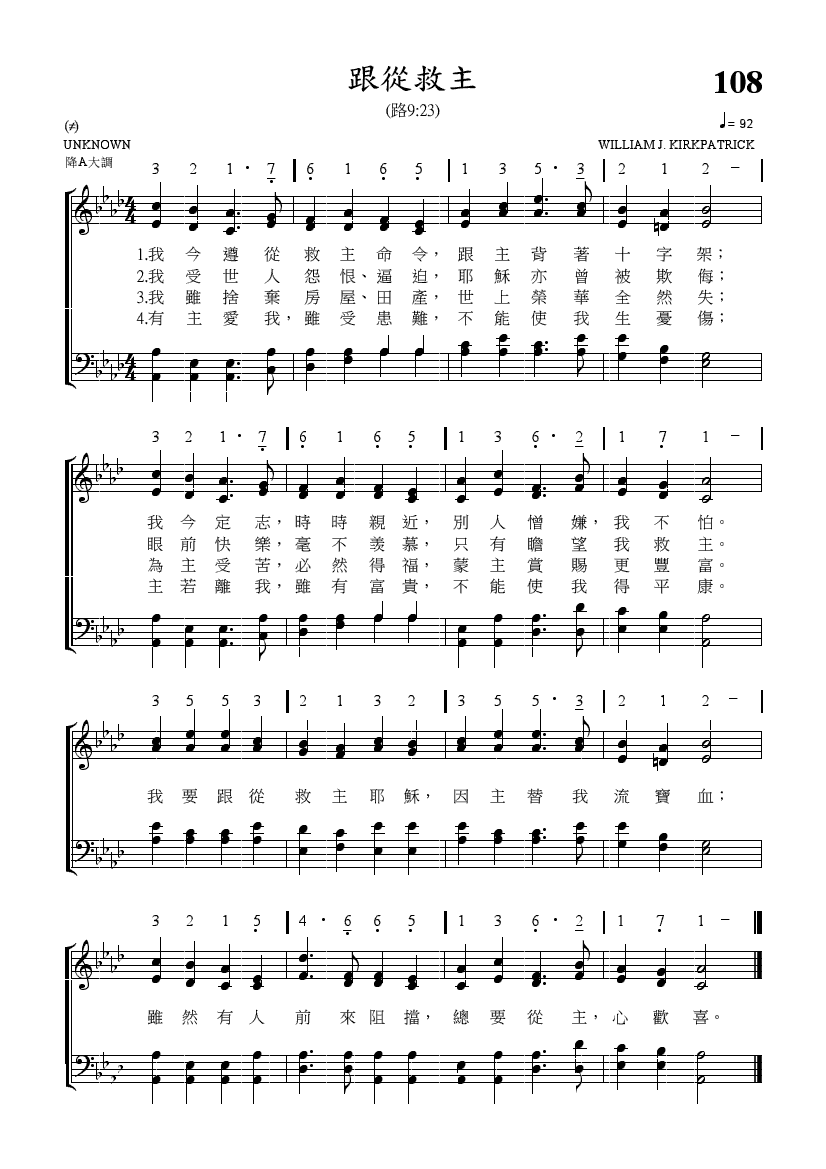 跟從救主
108
(路9:23)
(≠)
♩= 92
UNKNOWN
WILLIAM J. KIRKPATRICK
降A大調
3 2 1· 7 | 6 1 6 5 | 1 3 5· 3 | 2 1 2 – |
4 4
1.我今遵從救主命令，跟主背著十字架；
2.我受世人怨恨、逼迫，耶穌亦曾被欺侮；
3.我雖捨棄房屋、田產，世上榮華全然失；
4.有主愛我，雖受患難，不能使我生憂傷；
4 4
3 2 1· 7 | 6 1 6 5 | 1 3 6· 2 | 1 7 1 – |
我今定志，時時親近，別人憎嫌，我不怕。
眼前快樂，毫不羨慕，只有瞻望我救主。
為主受苦，必然得福，蒙主賞賜更豐富。
主若離我，雖有富貴，不能使我得平康。
3 5 5 3 | 2 1 3 2 | 3 5 5· 3 | 2 1 2 – |
我要跟從救主耶穌，因主替我流寶血；
3 2 1 5 | 4· 6 6 5 | 1 3 6· 2 | 1 7 1 – ‖
雖然有人前來阻擋，總要從主，心歡喜。